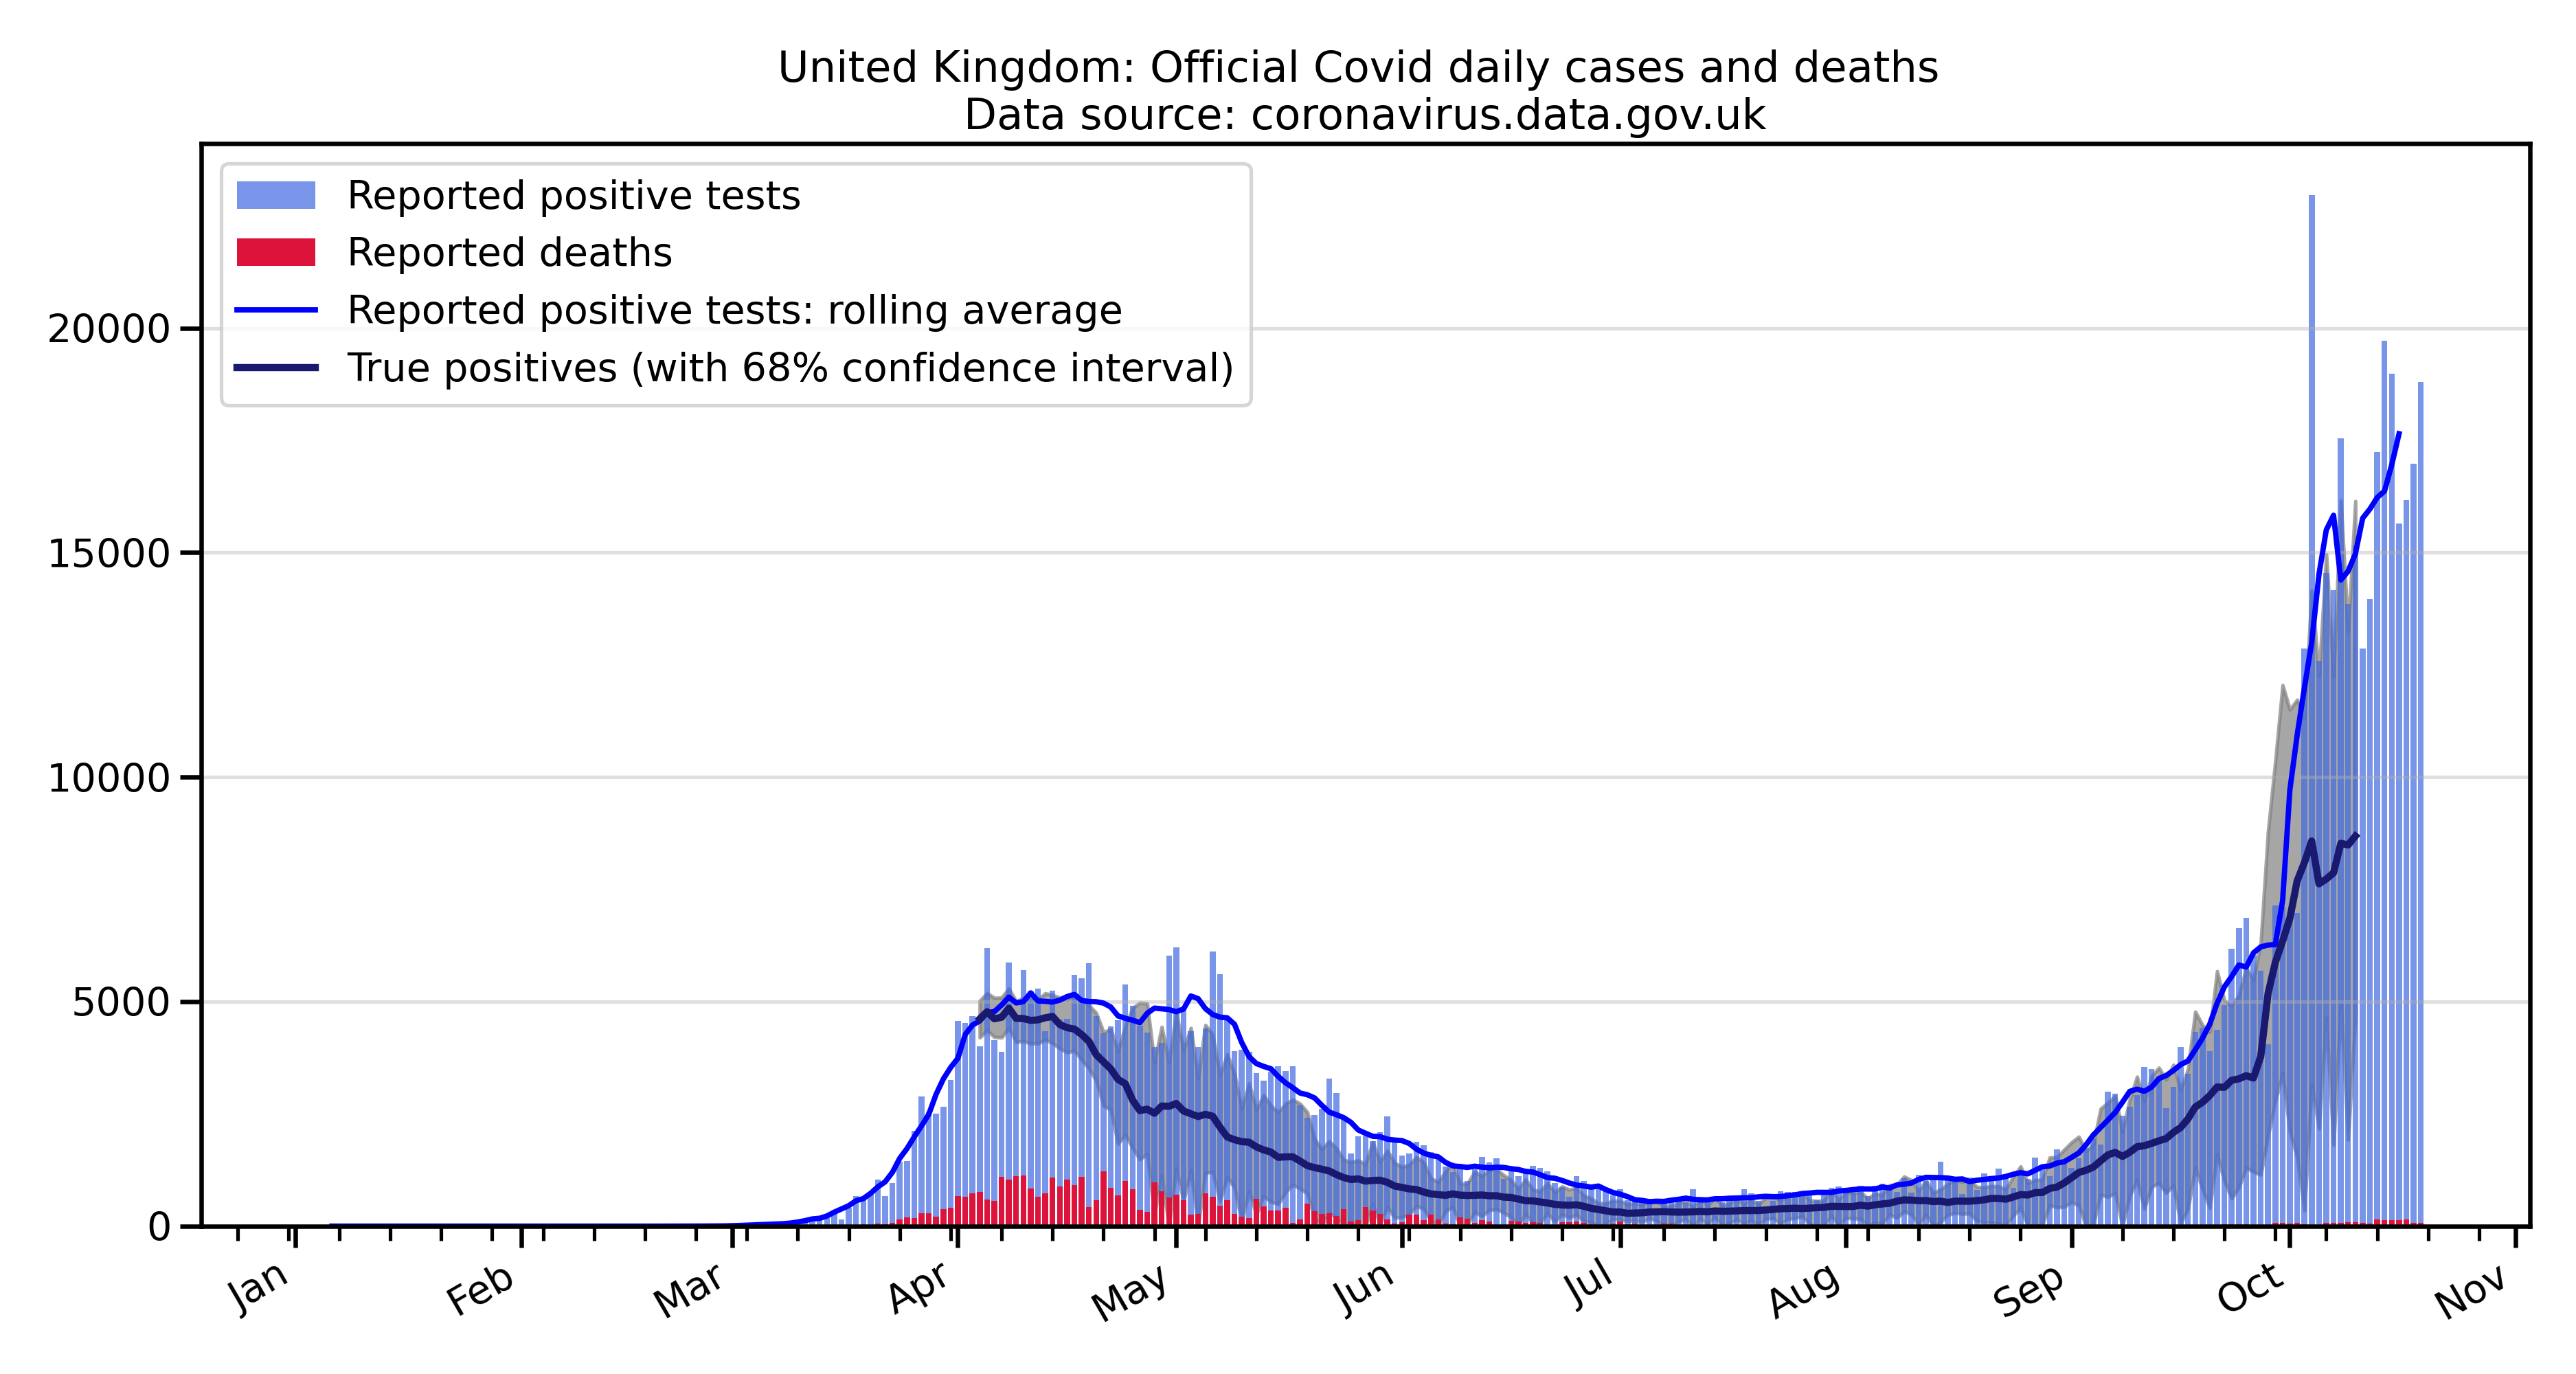 United Kingdom: Official Covid daily cases and deaths
Data source: coronavirus.data.gov.uk
Reported positive tests
Reported deaths
Reported positive tests: rolling average
True positives (with 68% confidence interval)
20000
15000
10000
5000
0
Jan
Feb
Mar
Apr
May
Jun
Jul
Aug
Sep
Oct
Nov